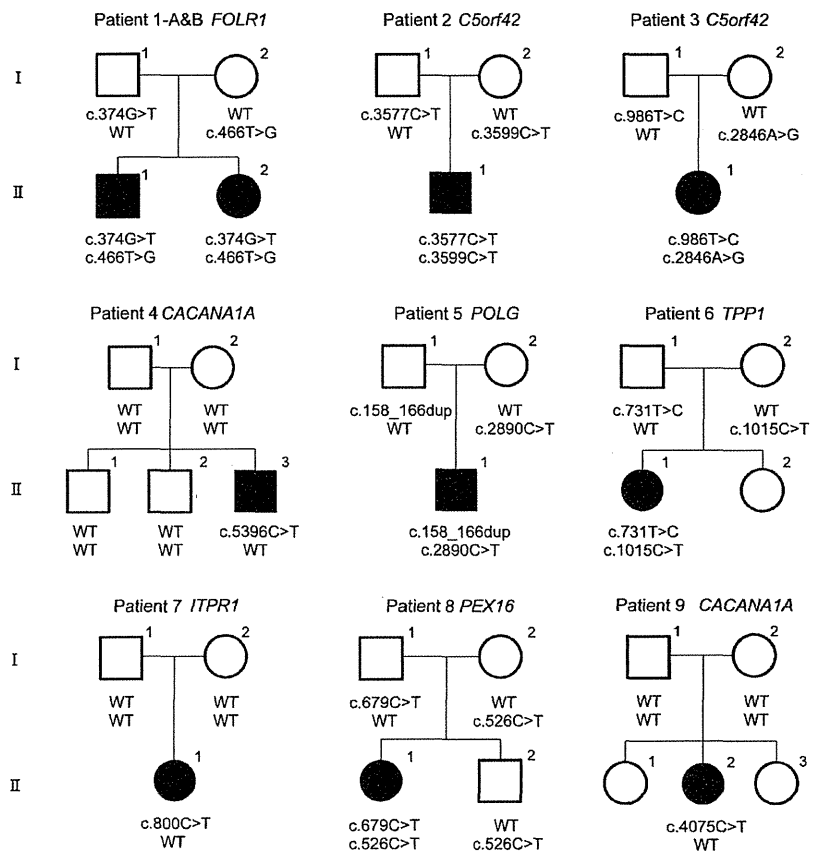 Patient 1-A&B FOLR1
Patient 2 C5orf42
Patient 3 C5orf42
I
1
2
1
2
1
2
c.374G>T
WT
WT
c.466T>G
c.3577C>T
WT
WT
c.3599C>T
c.986T>C
WT
WT
c.2846A>G
II
1
2
1
1
c.374G>T
c.466T>G
c.374G>T
c.466T>G
c.3577C>T
c.3599C>T
c.986T>C
c.2846A>G
Patient 4 CACANA1A
Patient 5 POLG
Patient 6 TPP1
I
1
2
1
2
1
2
WT
WT
WT
WT
c.158_166dup
WT
WT
c.2890C>T
c.731T>C
WT
WT
c.1015C>T
II
1
2
3
1
1
2
WT
WT
WT
WT
c.5396C>T
WT
c.158_166dup
c.2890C>T
c.731T>C
c.1015C>T
Patient 7 ITPR1
Patient 8 PEX16
Patient 9 CACANA1A
I
1
2
1
2
1
2
WT
WT
WT
WT
c.679C>T
WT
WT
c.526C>T
WT
WT
WT
WT
II
1
1
2
1
2
3
c.800C>T
WT
c.679C>T
c.526C>T
WT
c.526C>T
c.4075C>T
WT